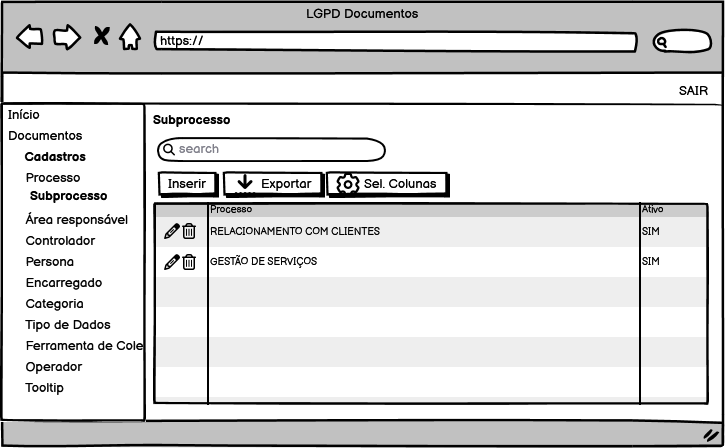 LGPD Documentos
https://
SAIR
Início
Documentos
Cadastros
Processo
Subprocesso
Área responsável
Controlador
Persona
Encarregado
Categoria
Tipo de Dados
Ferramenta de Cole
Operador
Tooltip
Subprocesso
search
Inserir Exportar Sel. Colunas
Processo Ativo
RELACIONAMENTO COM CLIENTES SIM
GESTÃO DE SERVIÇOS SIM